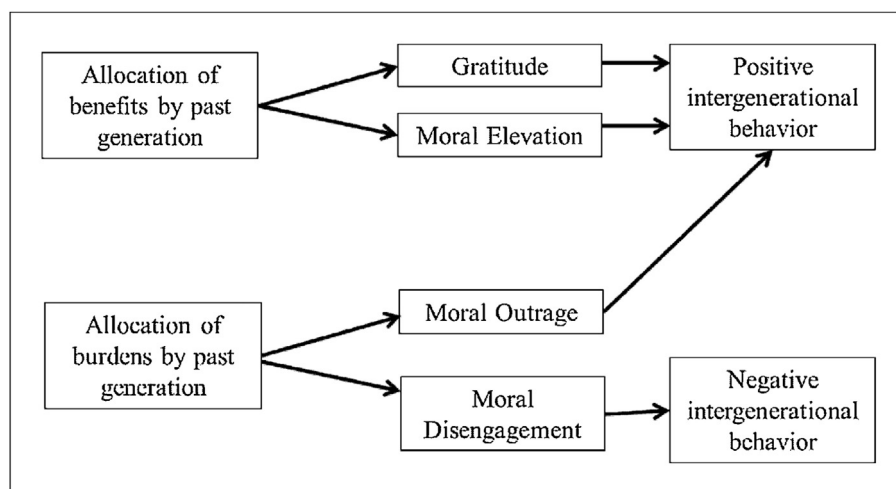 Allocation of
benefits by past
generation
Gratitude
Moral Elevation
Positive
intergenerational
behavior
Allocation of
burdens by past
generation
Moral Outrage
Moral
Disengagement
Negative
intergenerational
behavior